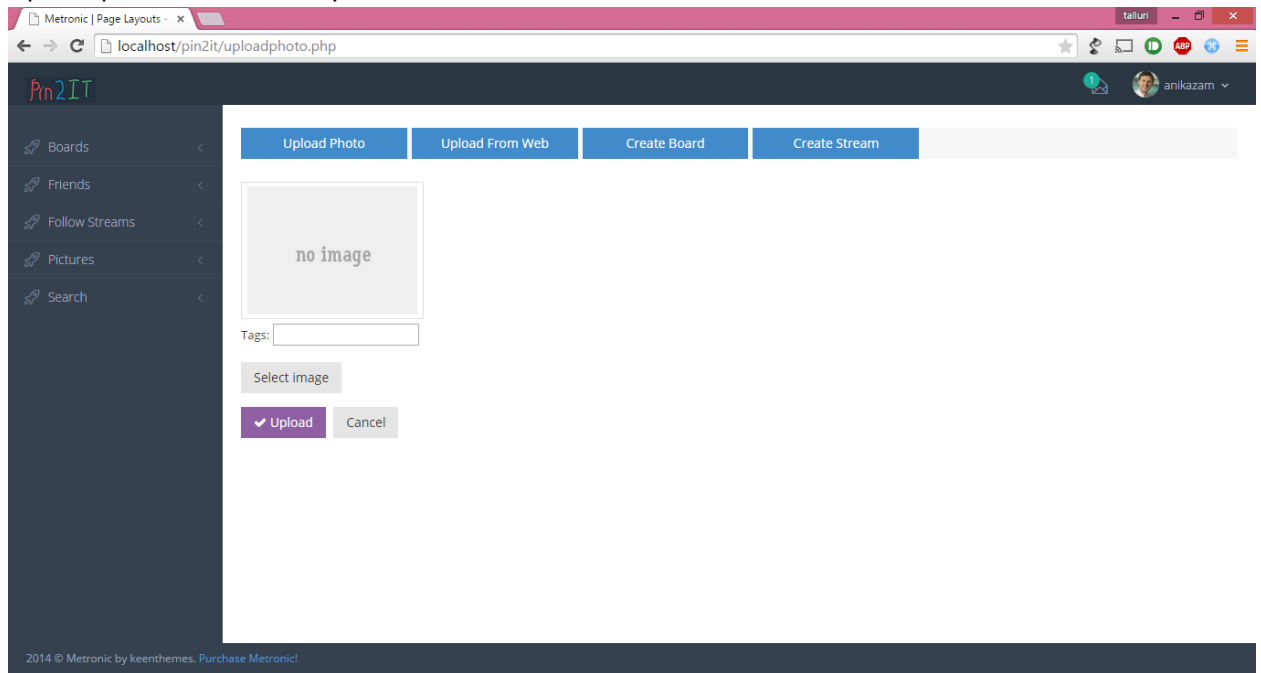 Metronic | Page Layouts -
talluri
localhost/pin2it/uploadphoto.php
ABP
Pin2IT
1
anikazam
Boards
Upload Photo
Upload From Web
Create Board
Create Stream
Friends
Follow Streams
Pictures
Search
no image
Tags:
Select image
Upload
Cancel
2014 © Metronic by keenthemes. Purchase Metronic!